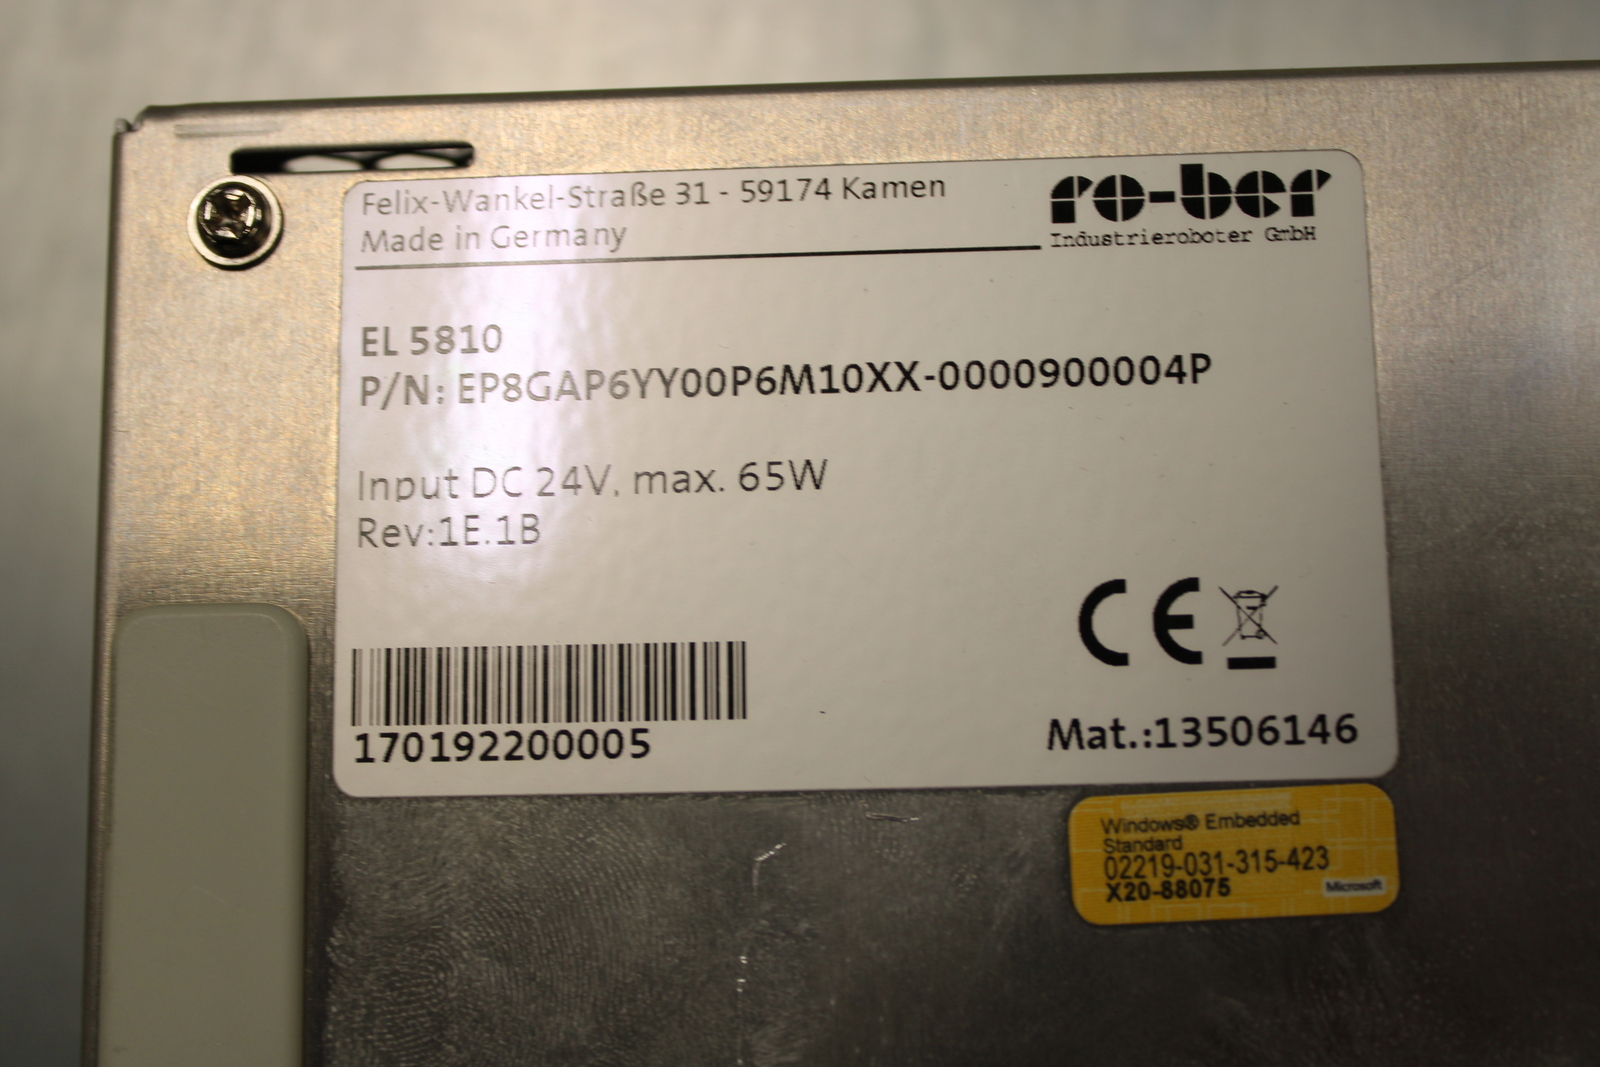 Felix-Wankel-Straße 31 - 59174 Kamen
Made in Germany
ro-ber
Industrieroboter GmbH
EL 5810
P/N: EP8GAP6YY00P6M10XX-0000900004P
Input DC 24V, max. 65W
Rev:1E.1B
CE
170192200005
Mat.:13506146
Windows® Embedded
Standard
02219-031-315-423
X20-88075
Microsoft